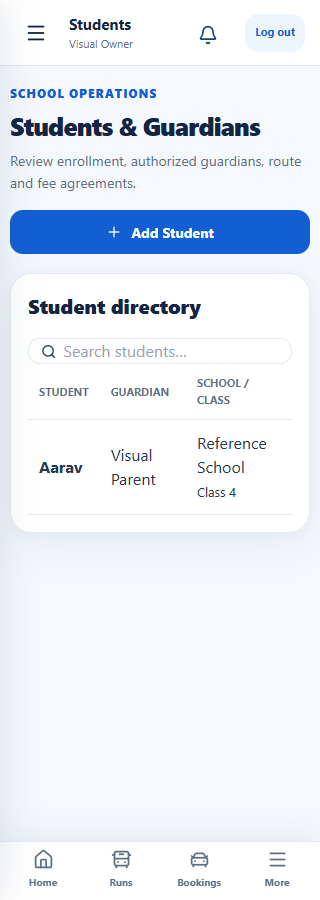 Students
Visual Owner
Log out
SCHOOL OPERATIONS
Students & Guardians
Review enrollment, authorized guardians, route
and fee agreements.
Add Student
Student directory
Search students...
STUDENT GUARDIAN SCHOOL / CLASS
Aarav Visual Parent Reference School
Class 4
Home Runs Bookings More